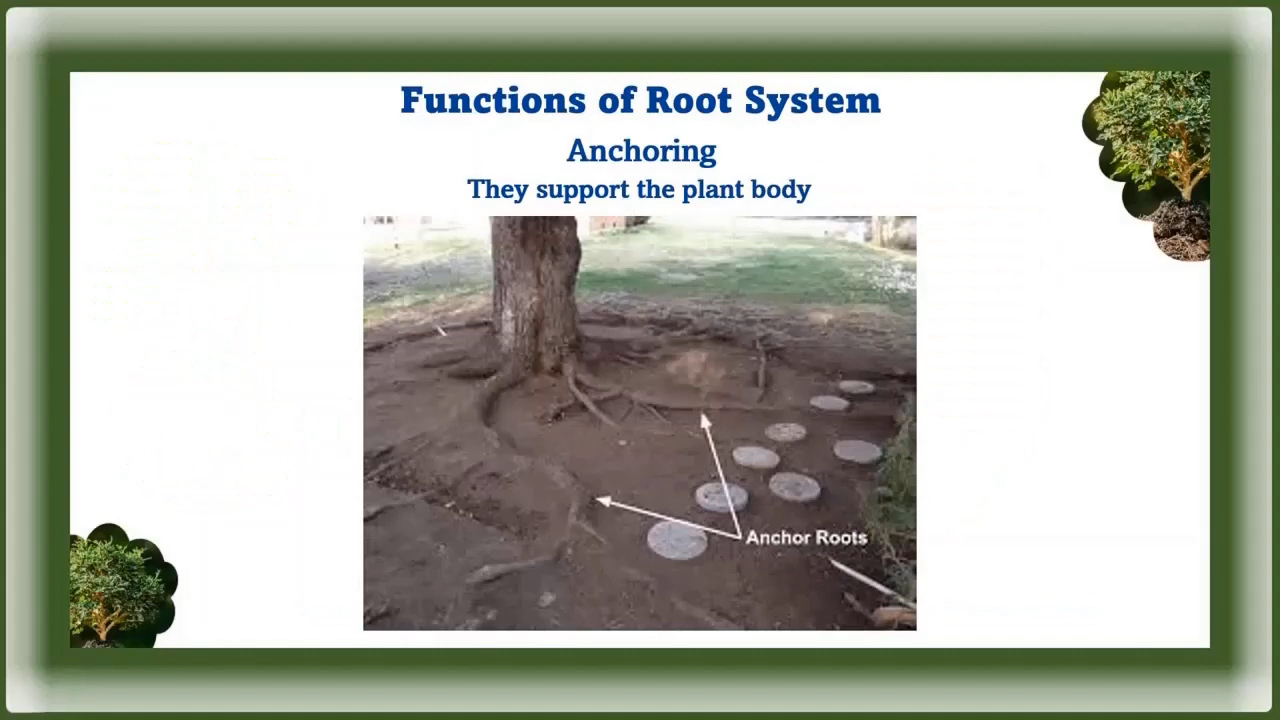 Functions of Root System
Anchoring
They support the plant body
Anchor Roots